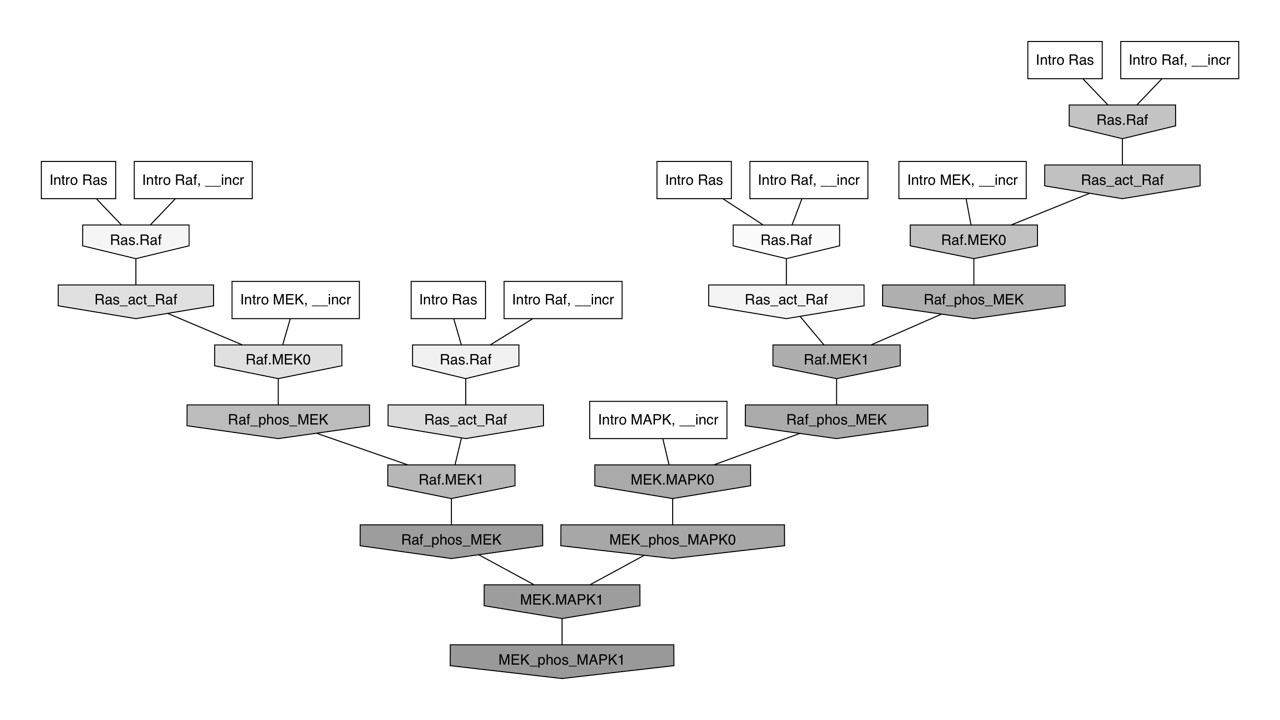 Intro Ras
Intro Raf, __incr
Ras.Raf
Intro Ras
Intro Raf, __incr
Intro Ras
Intro Raf, __incr
Intro MEK, __incr
Ras_act_Raf
Ras.Raf
Ras.Raf
Raf.MEK0
Ras_act_Raf
Intro MEK, __incr
Intro Ras
Intro Raf, __incr
Ras_act_Raf
Raf_phos_MEK
Raf.MEK0
Ras.Raf
Raf.MEK1
Raf_phos_MEK
Ras_act_Raf
Intro MAPK, __incr
Raf_phos_MEK
Raf.MEK1
MEK.MAPK0
Raf_phos_MEK
MEK_phos_MAPK0
MEK.MAPK1
MEK_phos_MAPK1